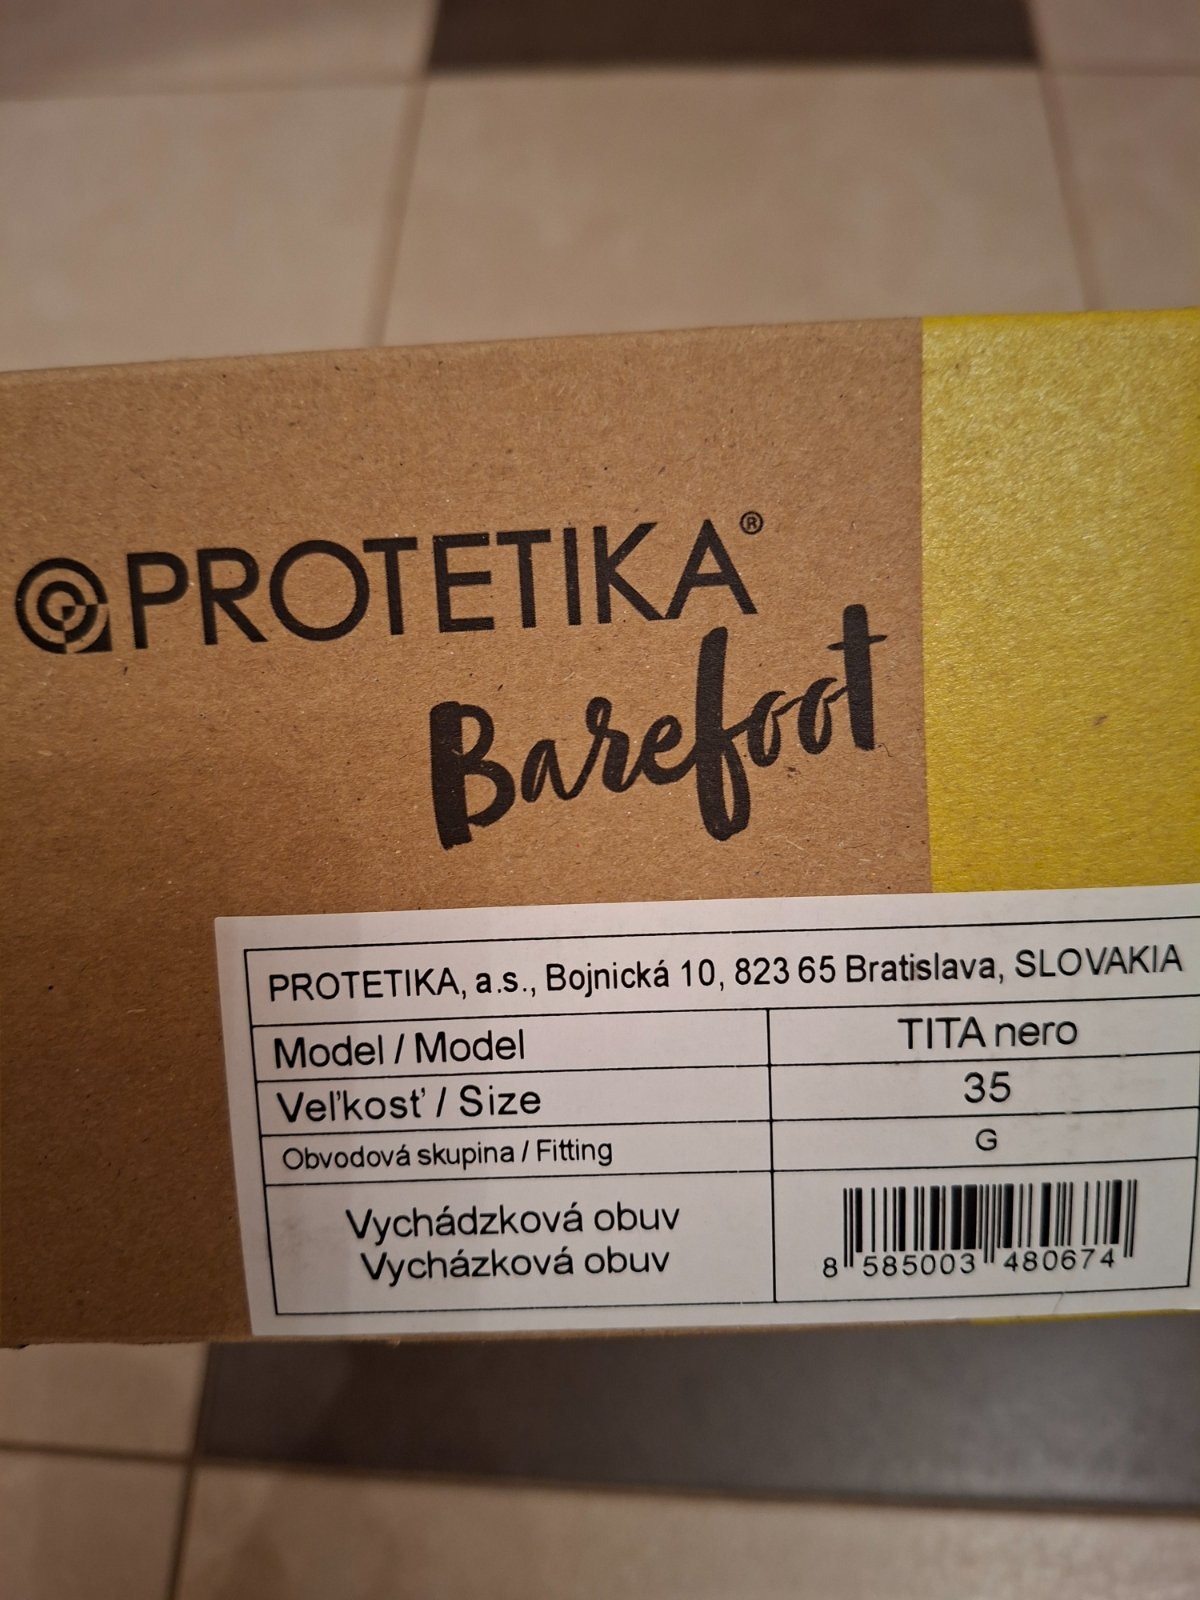 PROTETIKA®
Barefoot
PROTETIKA, a.s., Bojnická 10, 823 65 Bratislava, SLOVAKIA
Model / Model TITA nero
Veľkosť / Size 35
Obvodová skupina / Fitting G
Vychádzková obuv
Vycházková obuv
8 585003 480674